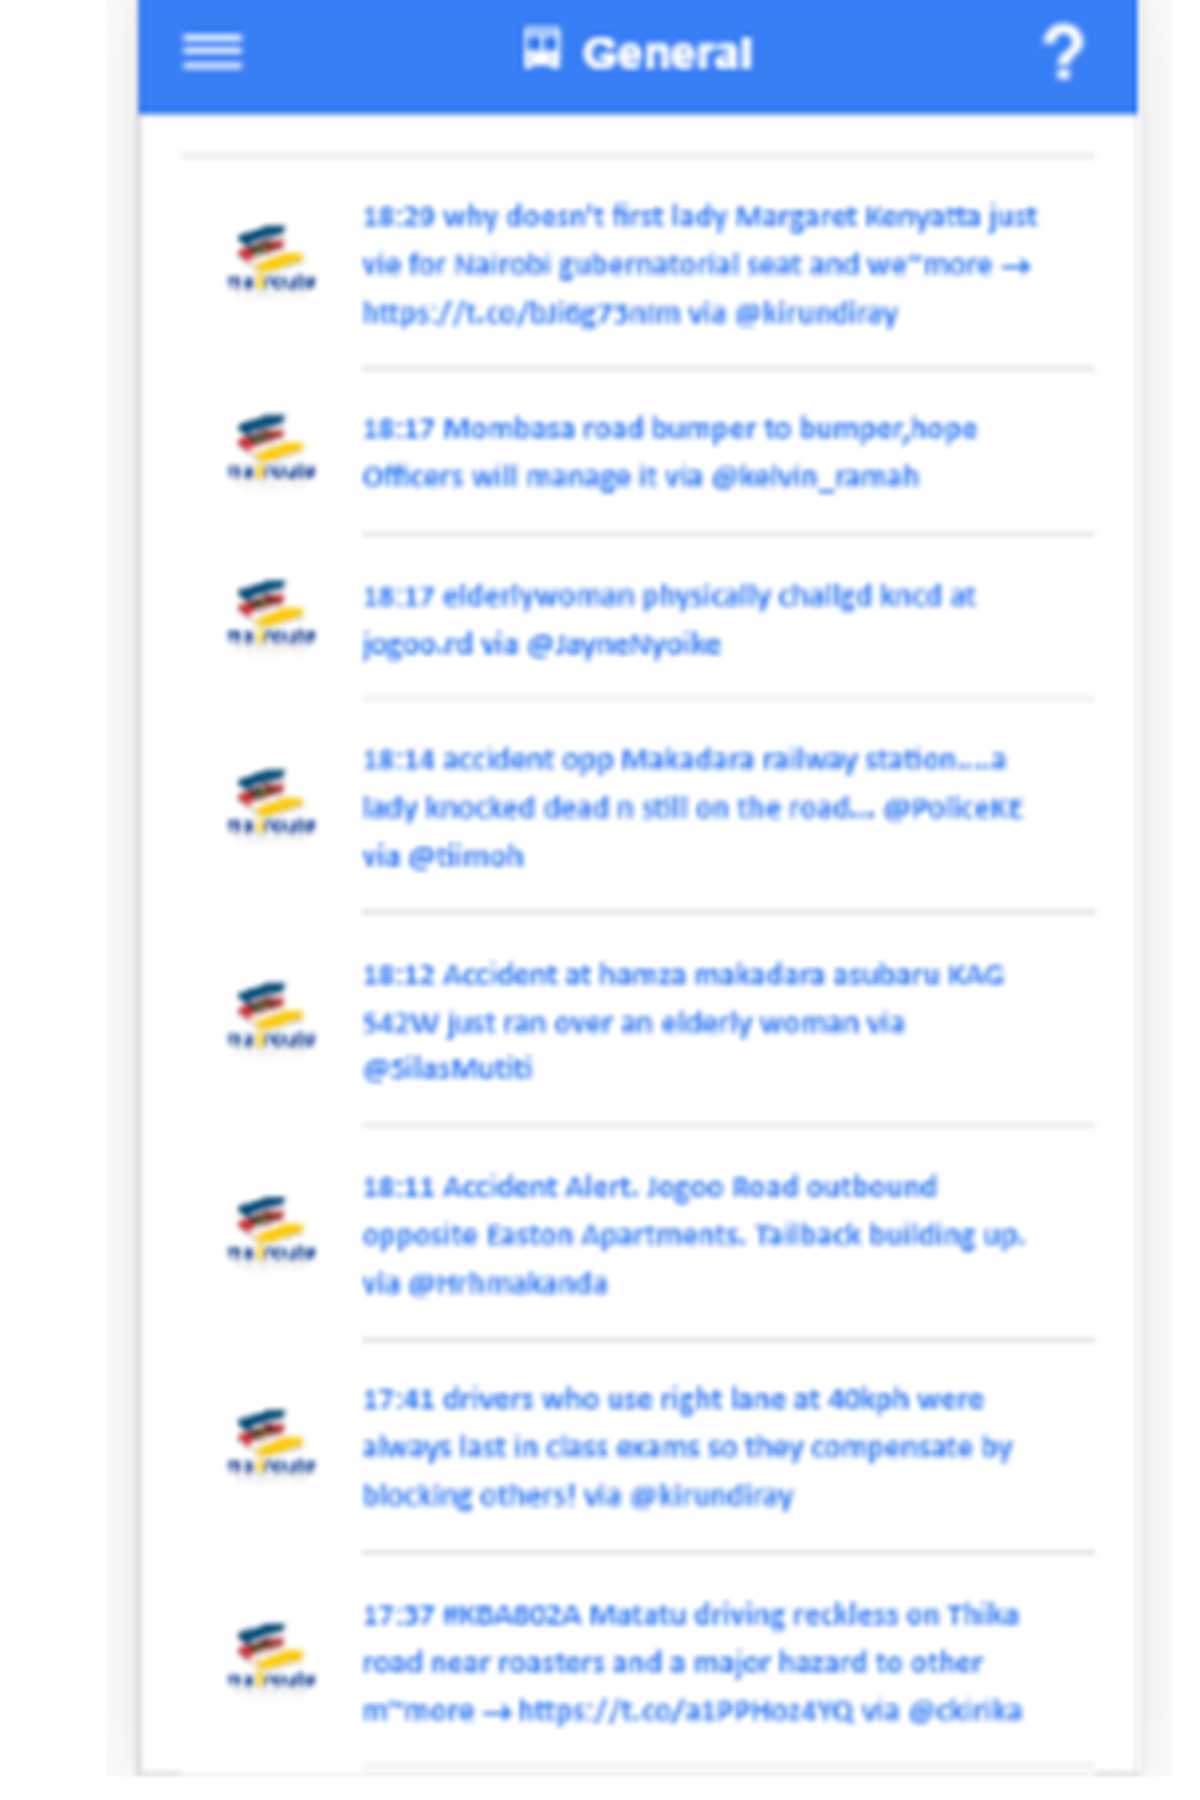 General ?
18:29 why doesn't first lady Margaret Kenyatta just
vie for Nairobi gubernatorial seat and we~more →
https://t.co/bJi6g73nIm via @kirundiray
18:17 Mombasa road bumper to bumper,hope
Officers will manage it via @kelvin_ramah
18:17 elderlywoman physically challgd kncd at
jogoo.rd via @JayneNyoike
18:14 accident opp Makadara railway station....a
lady knocked dead n still on the road... @PoliceKE
via @tiimoh
18:12 Accident at hamza makadara asubaru KAG
542W just ran over an elderly woman via
@SilasMutiti
18:11 Accident Alert. Jogoo Road outbound
opposite Easton Apartments. Tailback building up.
via @Hrhmakanda
17:41 drivers who use right lane at 40kph were
always last in class exams so they compensate by
blocking others! via @kirundiray
17:37 #KBA802A Matatu driving reckless on Thika
road near roasters and a major hazard to other
m~more → https://t.co/a1PPHoz4YQ via @ckirika